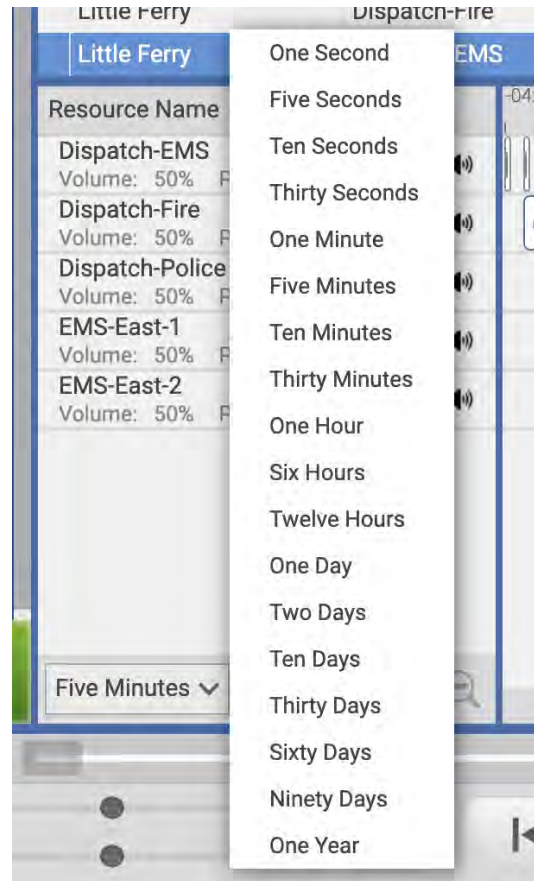 Little Ferry Dispatch-Fire
Little Ferry EMS
Resource Name
Dispatch-EMS
Volume: 50%
Dispatch-Fire
Volume: 50%
Dispatch-Police
Volume: 50%
EMS-East-1
Volume: 50%
EMS-East-2
Volume: 50%
Five Minutes
One Second
Five Seconds
Ten Seconds
Thirty Seconds
One Minute
Five Minutes
Ten Minutes
Thirty Minutes
One Hour
Six Hours
Twelve Hours
One Day
Two Days
Ten Days
Thirty Days
Sixty Days
Ninety Days
One Year